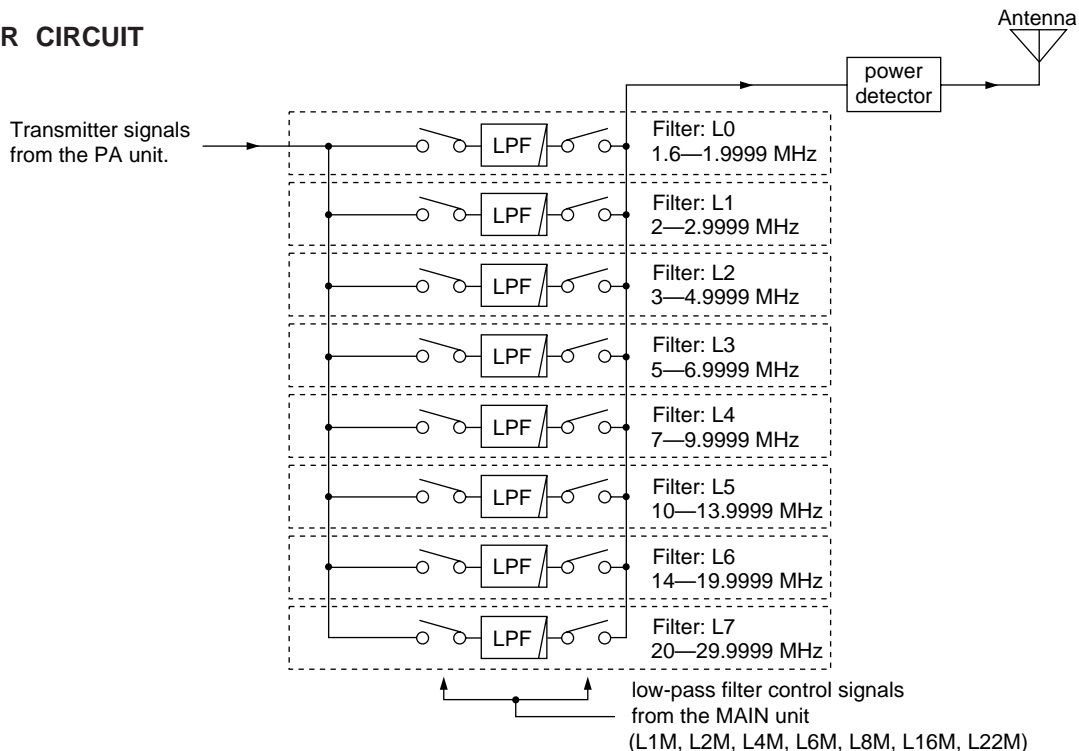 R CIRCUIT
Antenna
power
detector
Transmitter signals
from the PA unit.
LPF
Filter: L0
1.6—1.9999 MHz
LPF
Filter: L1
2—2.9999 MHz
LPF
Filter: L2
3—4.9999 MHz
LPF
Filter: L3
5—6.9999 MHz
LPF
Filter: L4
7—9.9999 MHz
LPF
Filter: L5
10—13.9999 MHz
LPF
Filter: L6
14—19.9999 MHz
LPF
Filter: L7
20—29.9999 MHz
low-pass filter control signals
from the MAIN unit
(L1M, L2M, L4M, L6M, L8M, L16M, L22M)